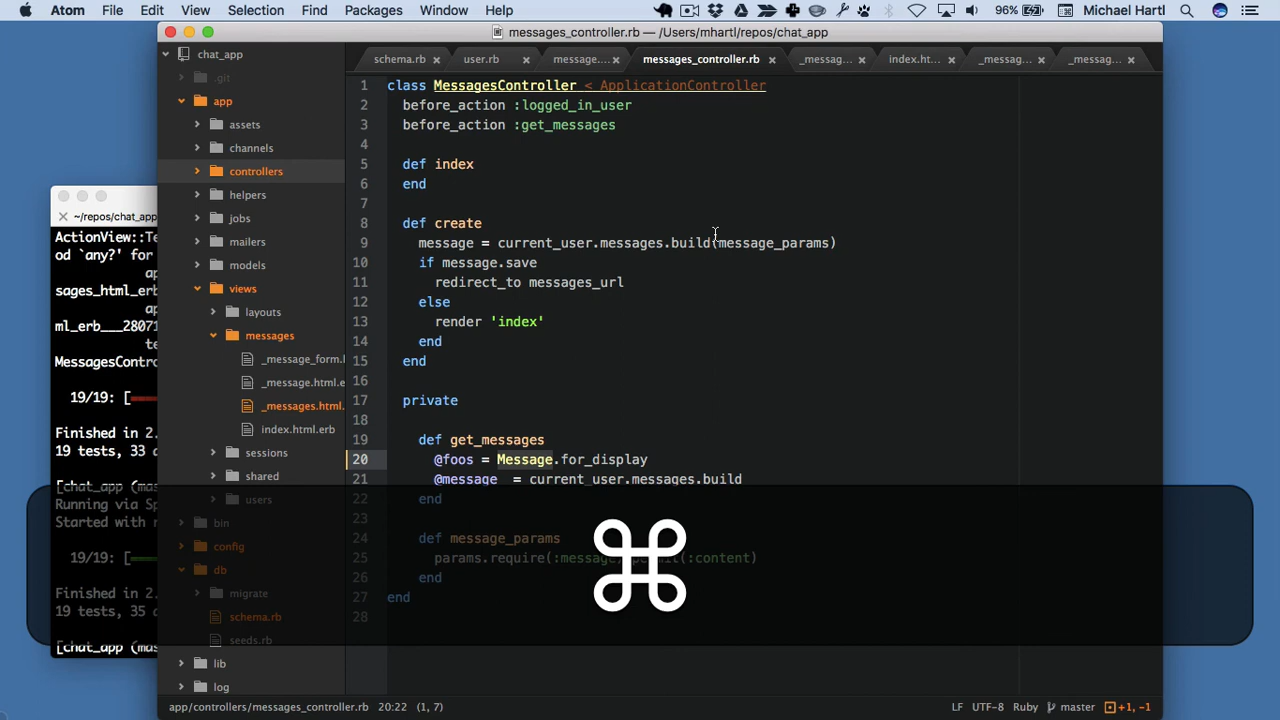 Atom File Edit View Selection Find Packages Window Help
96% Michael Hartl
messages_controller.rb — /Users/mhartl/repos/chat_app
chat_app
.git
app
assets
channels
controllers
helpers
jobs
mailers
models
views
layouts
messages
_message_form.
_message.html.e
_messages.html.
index.html.erb
sessions
shared
users
bin
config
db
migrate
schema.rb
seeds.rb
lib
log
schema.rb user.rb message.... messages_controller.rb _messag... index.ht... _messag... _messag...
1 class MessagesController < ApplicationController
2 before_action :logged_in_user
3 before_action :get_messages
4
5 def index
6 end
7
8 def create
9 message = current_user.messages.build(message_params)
10 if message.save
11 redirect_to messages_url
12 else
13 render 'index'
14 end
15 end
16
17 private
18
19 def get_messages
20 @foos = Message.for_display
21 @message = current_user.messages.build
22 end
23
24 def message_params
25 params.require(:message) permit(:content)
26 end
27 end
28
~/repos/chat_app
ActionView::Te
od `any?' for
sages_html_erb
ml_erb___28071
MessagesContro
19/19: [
Finished in 2.
19 tests, 33
[chat_app (mas
Running via Sp
Started with r
19/19: [
Finished in 2.
19 tests, 35
[chat_app (mas
app/controllers/messages_controller.rb 20:22 (1, 7)
LF UTF-8 Ruby master +1, -1